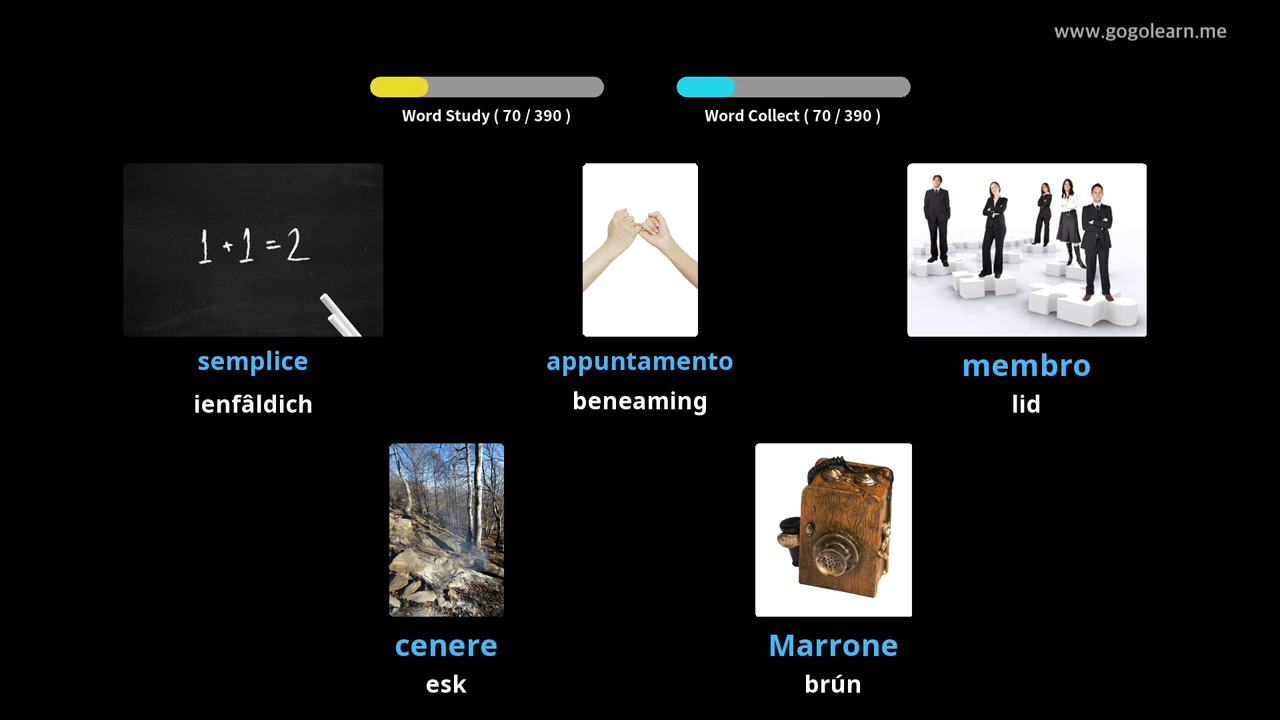 www.gogolearn.me
Word Study ( 70 / 390 )
Word Collect ( 70 / 390 )
1 + 1 = 2
semplice
ienfâldich
appuntamento
beneaming
membro
lid
cenere
esk
Marrone
brún